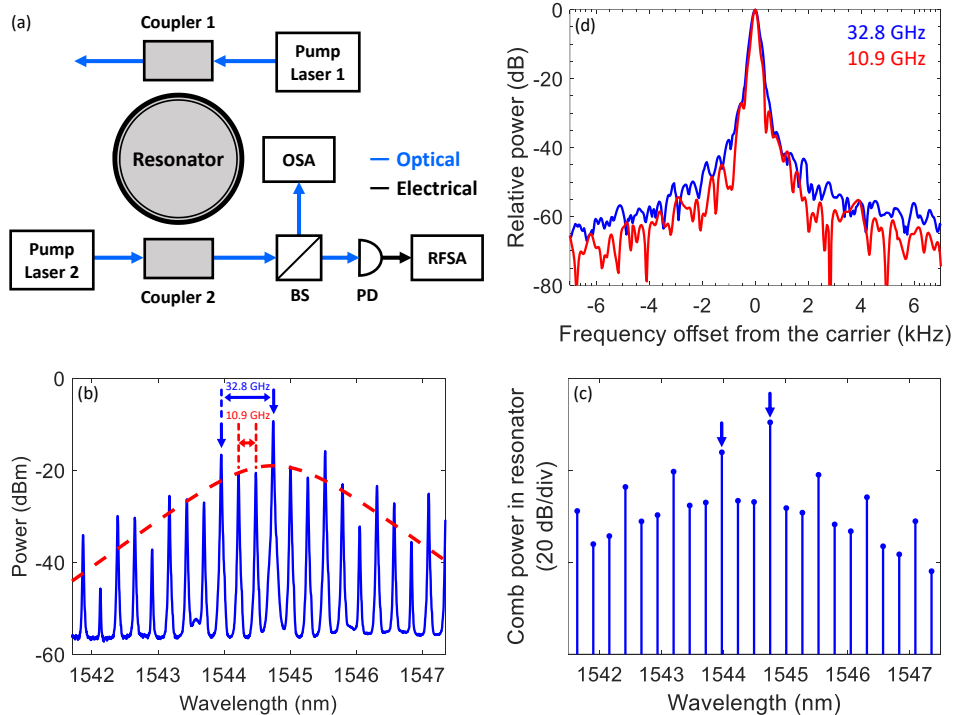 (a)
Coupler 1
Pump
Laser 1
Resonator
OSA
Optical
Electrical
Pump
Laser 2
Coupler 2
BS
PD
RFSA
(d)
32.8 GHz
10.9 GHz
0
-20
-40
-60
-80
Relative power (dB)
-6
-4
-2
0
2
4
6
Frequency offset from the carrier (kHz)
(b)
32.8 GHz
10.9 GHz
0
-20
-40
-60
Power (dBm)
1542
1543
1544
1545
1546
1547
Wavelength (nm)
(c)
Comb power in resonator
(20 dB/div)
1542
1543
1544
1545
1546
1547
Wavelength (nm)